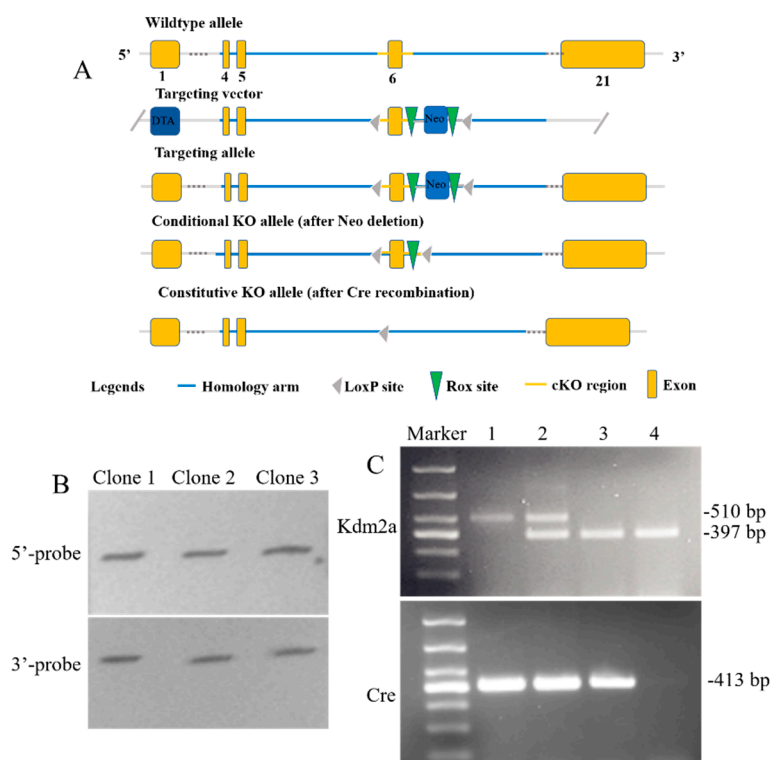 Wildtype allele
A
5’
3’
1
4
5
6
21
Targeting vector
DTA
Neo
Targeting allele
Neo
Conditional KO allele (after Neo deletion)
Constitutive KO allele (after Cre recombination)
Legends Homology arm LoxP site Rox site cKO region Exon
B
Clone 1 Clone 2 Clone 3
5’-probe
3’-probe
C
Marker 1 2 3 4
Kdm2a
-510 bp
-397 bp
Cre
-413 bp